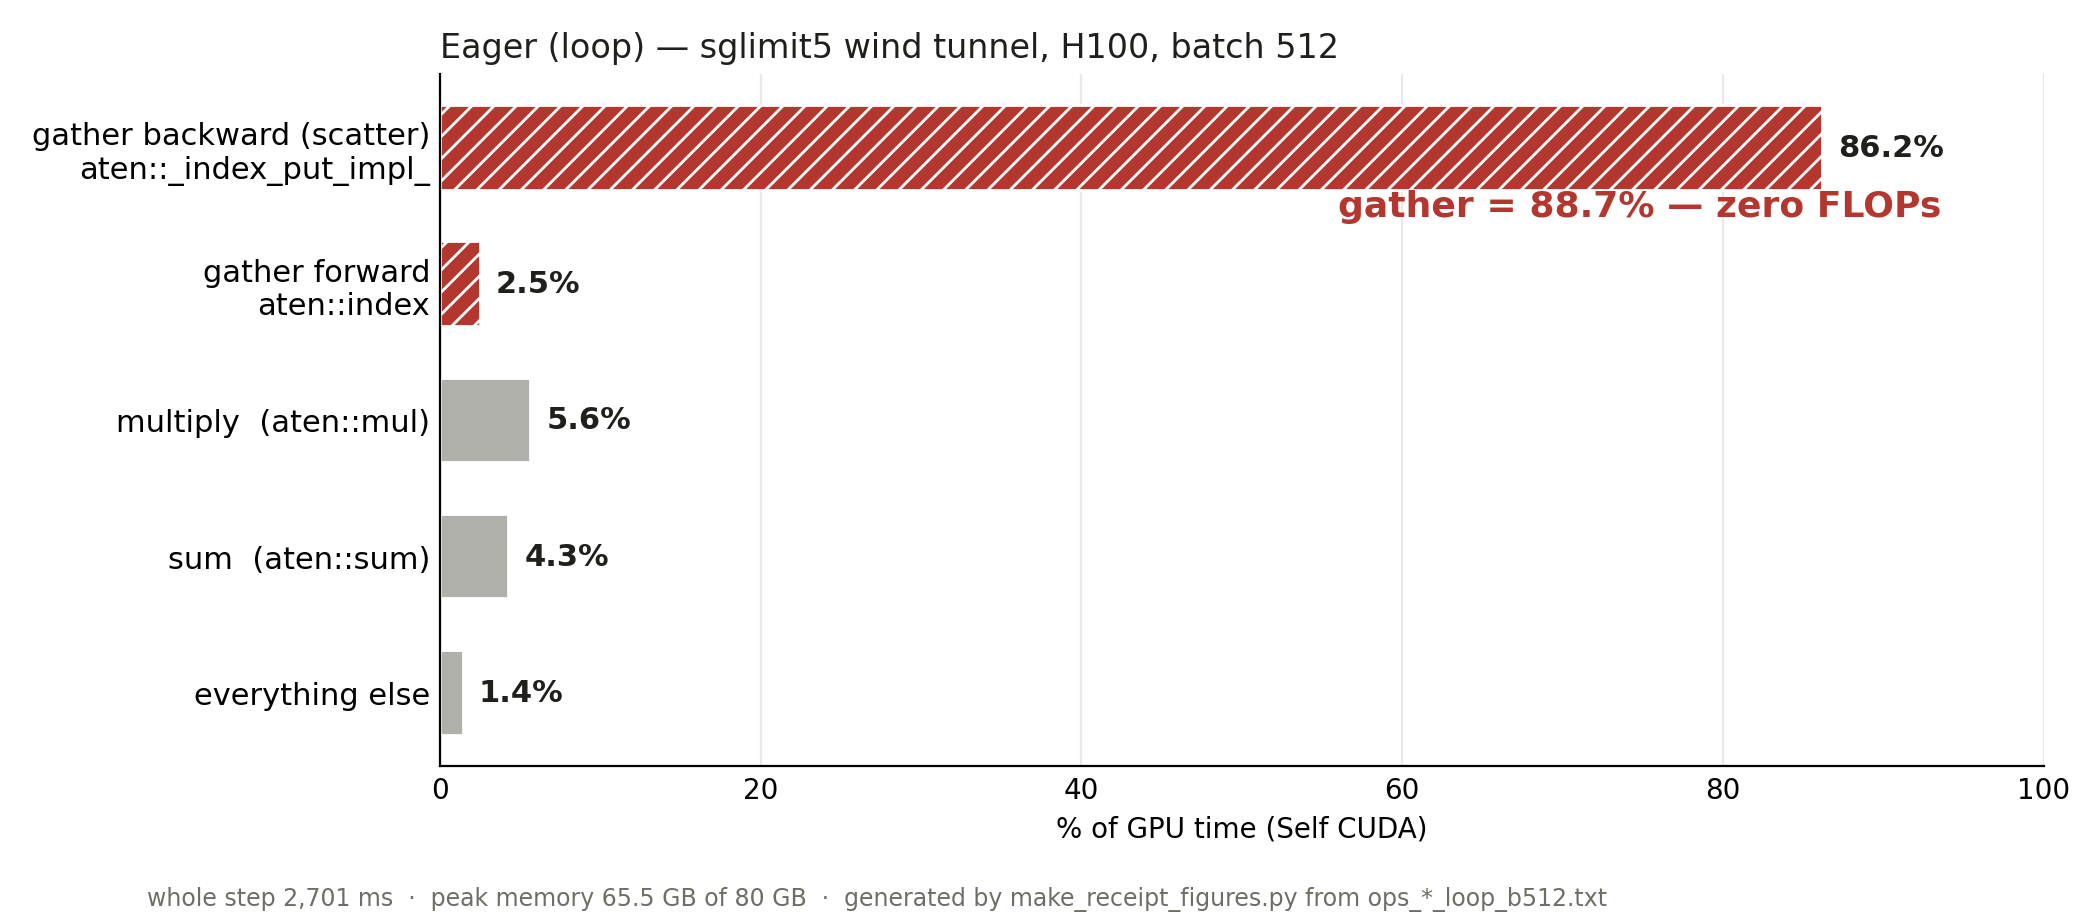 Eager (loop) — sglimit5 wind tunnel, H100, batch 512
gather backward (scatter)
aten::_index_put_impl_
86.2%
gather = 88.7% — zero FLOPs
gather forward
aten::index
2.5%
multiply  (aten::mul)
5.6%
sum  (aten::sum)
4.3%
everything else
1.4%
0 20 40 60 80 100
% of GPU time (Self CUDA)
whole step 2,701 ms · peak memory 65.5 GB of 80 GB · generated by make_receipt_figures.py from ops_*_loop_b512.txt